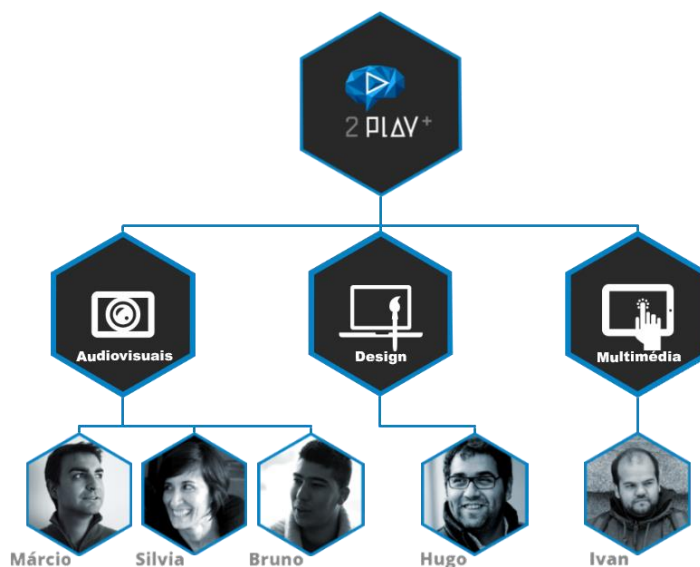 2 PLAY+
Audiovisuais
Design
Multimédia
Márcio
Silvia
Bruno
Hugo
Ivan